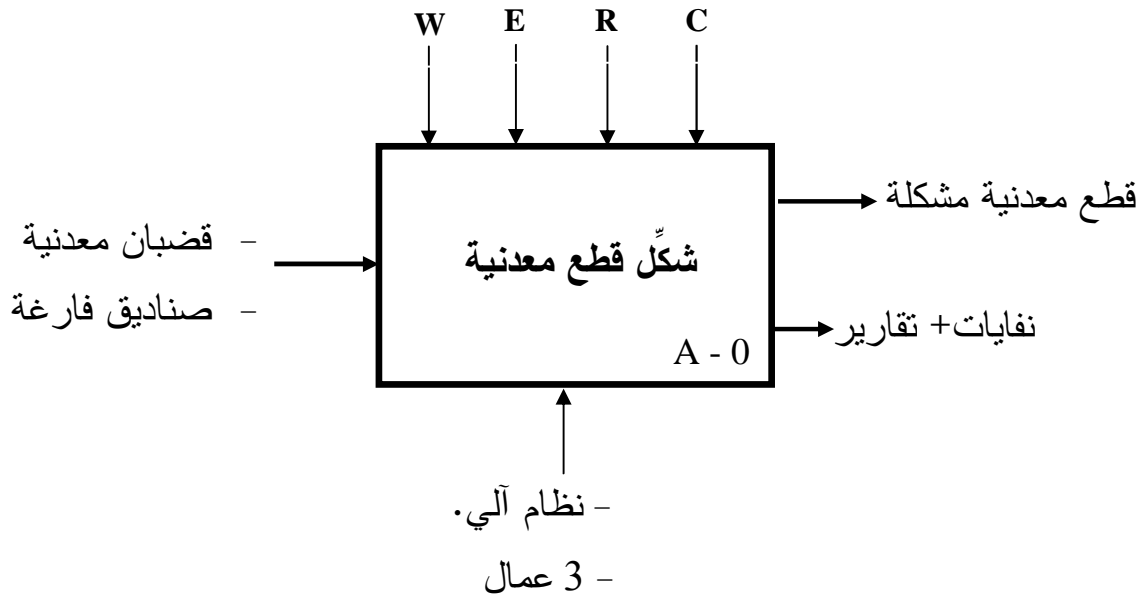 W E R C
قطع معدنية مشكلة
- قضبان معدنية
شكِّل قطع معدنية
- صناديق فارغة
نفايات+ تقارير
A - 0
- نظام آلي.
- 3 عمال